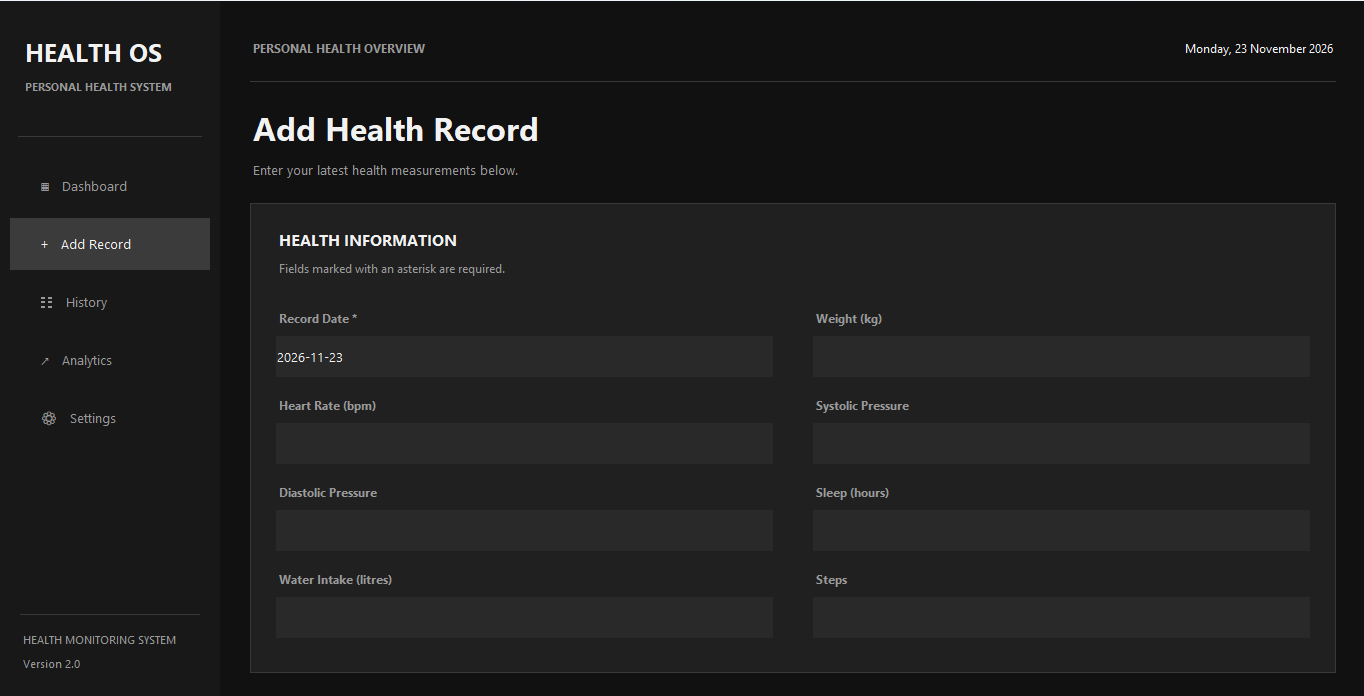 HEALTH OS
PERSONAL HEALTH SYSTEM
Dashboard
+ Add Record
History
↗ Analytics
Settings
HEALTH MONITORING SYSTEM
Version 2.0
PERSONAL HEALTH OVERVIEW
Monday, 23 November 2026
Add Health Record
Enter your latest health measurements below.
HEALTH INFORMATION
Fields marked with an asterisk are required.
Record Date *
2026-11-23
Weight (kg)
Heart Rate (bpm)
Systolic Pressure
Diastolic Pressure
Sleep (hours)
Water Intake (litres)
Steps